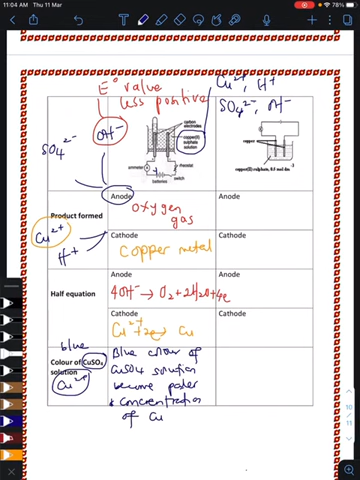 11:04 AM Thu 11 Mar
78%
E° value
less positive
Cu²⁺, H⁺
SO₄²⁻, OH⁻
OH⁻
SO₄²⁻
carbon
electrodes
copper(II)
sulphate
solution
ammeter
rheostat
batteries
switch
copper
copper(II) sulphate, 0.5 mol dm
Anode
oxygen
gas
Anode
Product formed
Cu²⁺
H⁺
Cathode
copper metal
Cathode
Anode
4OH⁻ → O₂ + 2H₂O + 4e
Anode
Half equation
Cathode
Cu²⁺ + 2e → Cu
Cathode
blue
Colour of CuSO₄
solution
Cu²⁺
Blue colour of
CuSO4 solution
become paler
concentration
of Cu